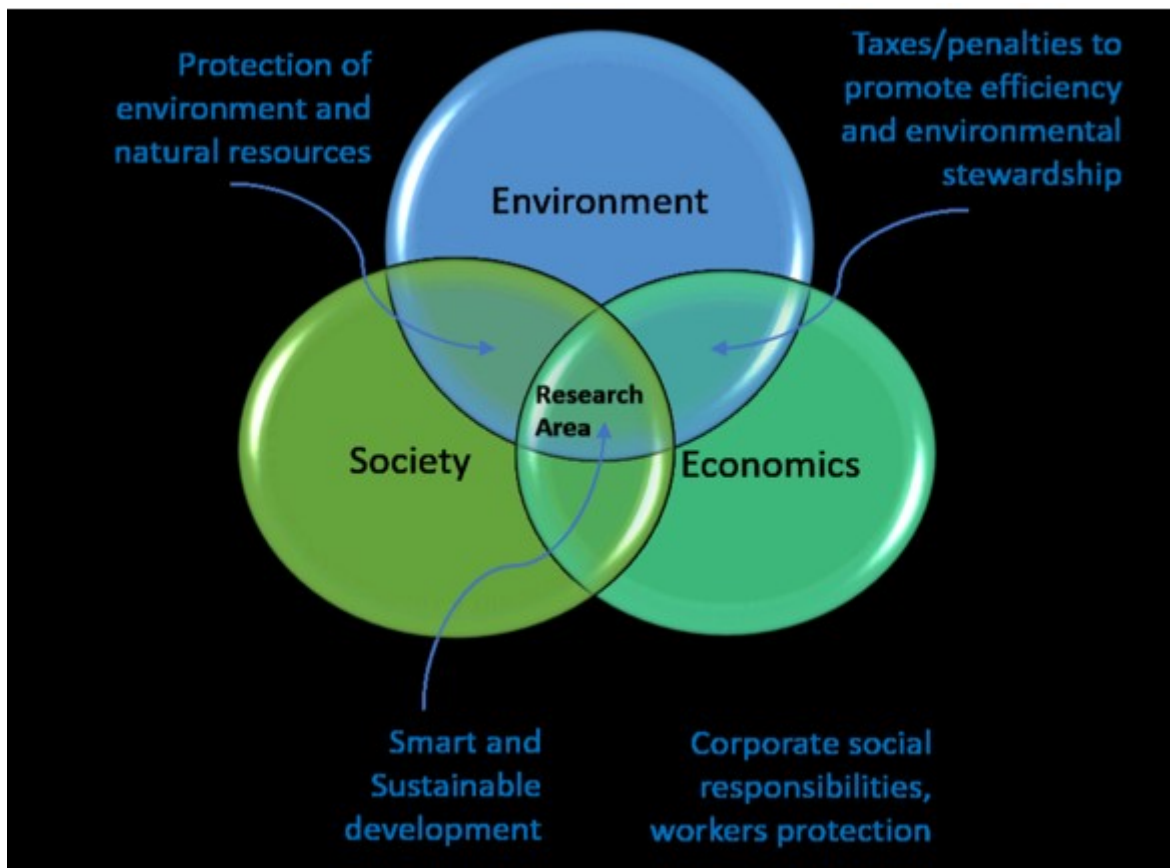 Protection of
environment and
natural resources
Taxes/penalties to
promote efficiency
and environmental
stewardship
Environment
Research
Area
Society
Economics
Smart and
Sustainable
development
Corporate social
responsibilities,
workers protection